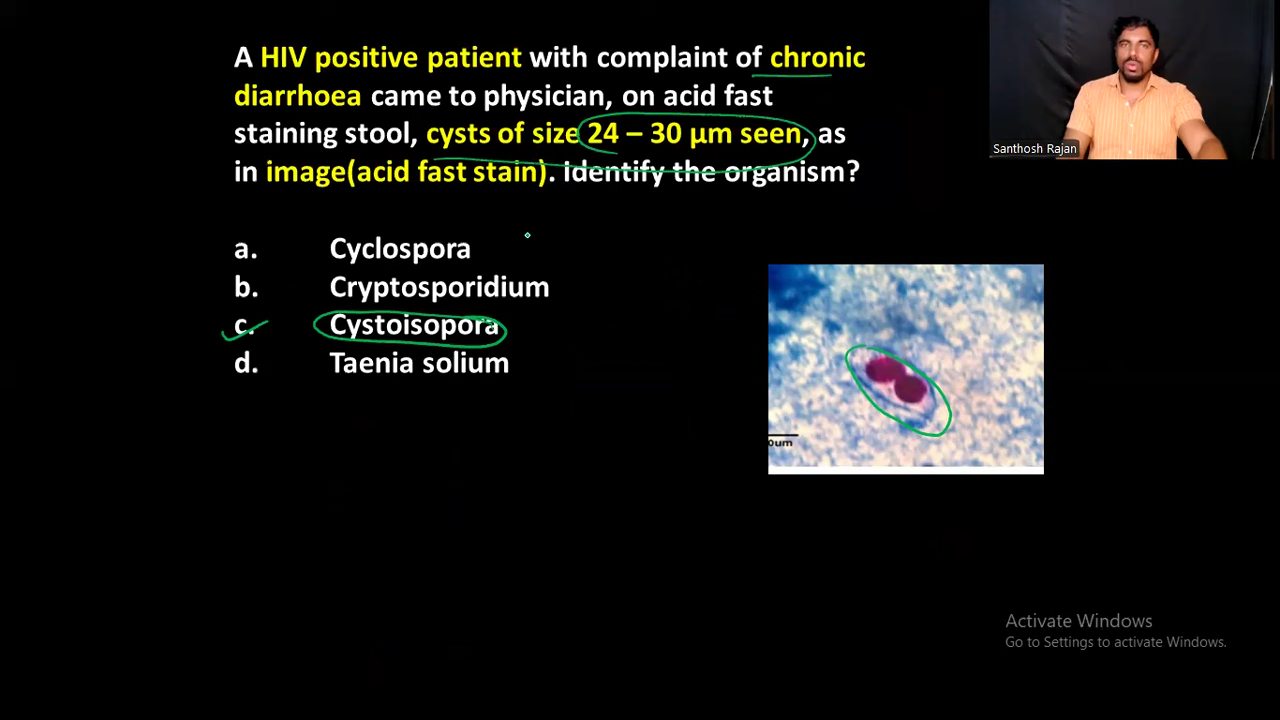 A HIV positive patient with complaint of chronic
diarrhoea came to physician, on acid fast
staining stool, cysts of size 24 – 30 µm seen, as
in image(acid fast stain). Identify the organism?
a. Cyclospora
b. Cryptosporidium
c. Cystoisopora
d. Taenia solium
Santhosh Rajan
0um
Activate Windows
Go to Settings to activate Windows.